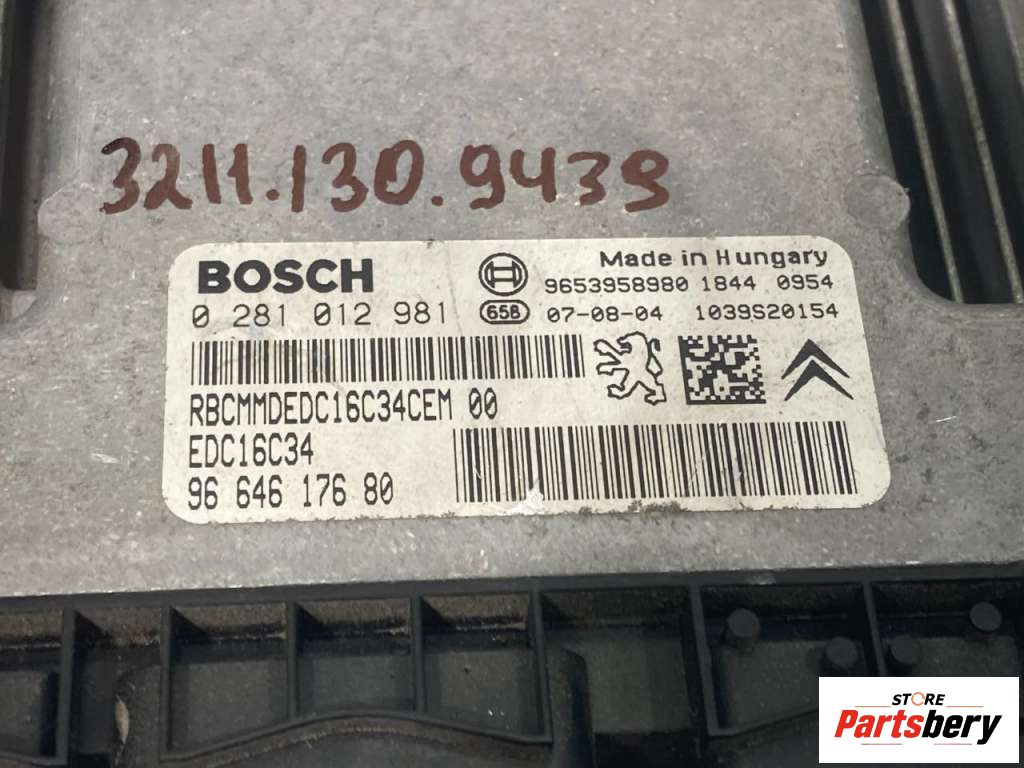 3211.130.9439
BOSCH
Made in Hungary
9653958980 1844 0954
0 281 012 981 658 07-08-04 1039S20154
RBCMMDEDC16C34CEM 00
EDC16C34
96 646 176 80
STORE
Partsbery